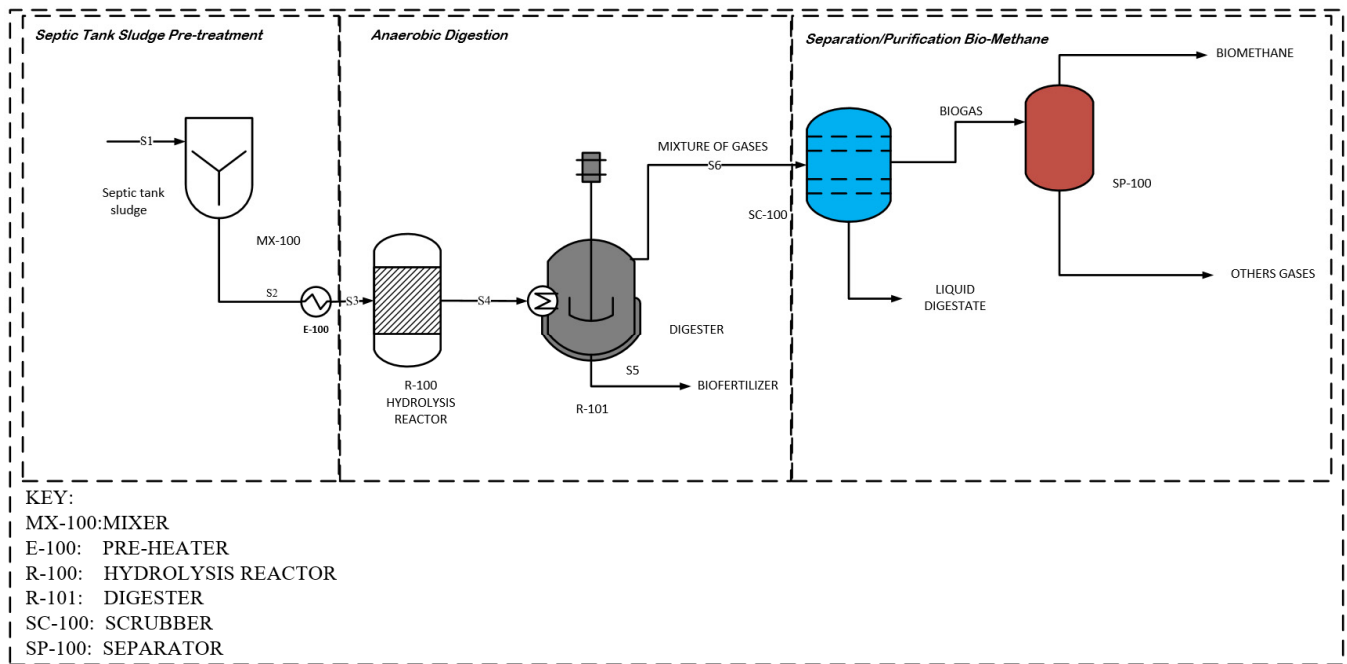 Septic Tank Sludge Pre-treatment
Anaerobic Digestion
Separation/Purification Bio-Methane
S1
Septic tank
sludge
MX-100
S2
E-100
S3
R-100
HYDROLYSIS
REACTOR
S4
DIGESTER
S5
BIOFERTILIZER
R-101
MIXTURE OF GASES
S6
SC-100
LIQUID
DIGESTATE
BIOGAS
SP-100
BIOMETHANE
OTHERS GASES
KEY:
MX-100:MIXER
E-100: PRE-HEATER
R-100: HYDROLYSIS REACTOR
R-101: DIGESTER
SC-100: SCRUBBER
SP-100: SEPARATOR